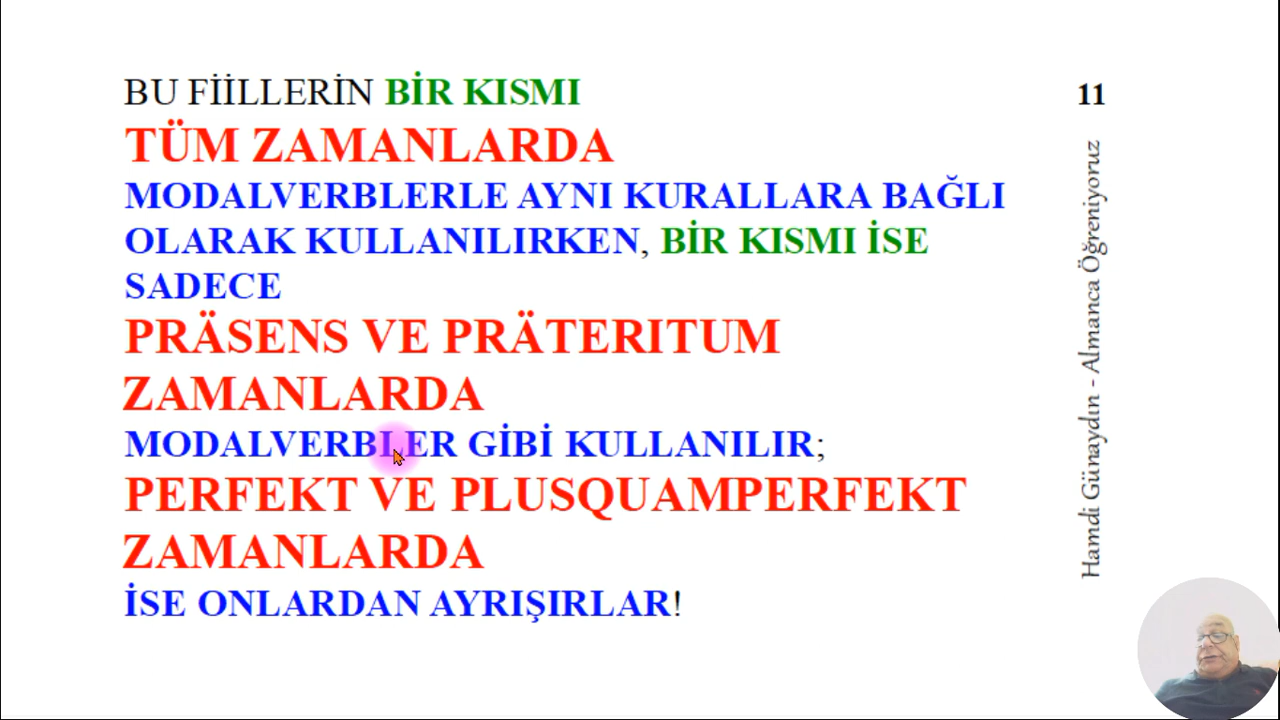 BU FİİLLERİN BİR KISMI
TÜM ZAMANLARDA
MODALVERBLERLE AYNI KURALLARA BAĞLI
OLARAK KULLANILIRKEN, BİR KISMI İSE
SADECE
PRÄSENS VE PRÄTERITUM
ZAMANLARDA
MODALVERBLER GİBİ KULLANILIR;
PERFEKT VE PLUSQUAMPERFEKT
ZAMANLARDA
İSE ONLARDAN AYRIŞIRLAR!
11
Hamdi Günaydın - Almanca Öğreniyoruz